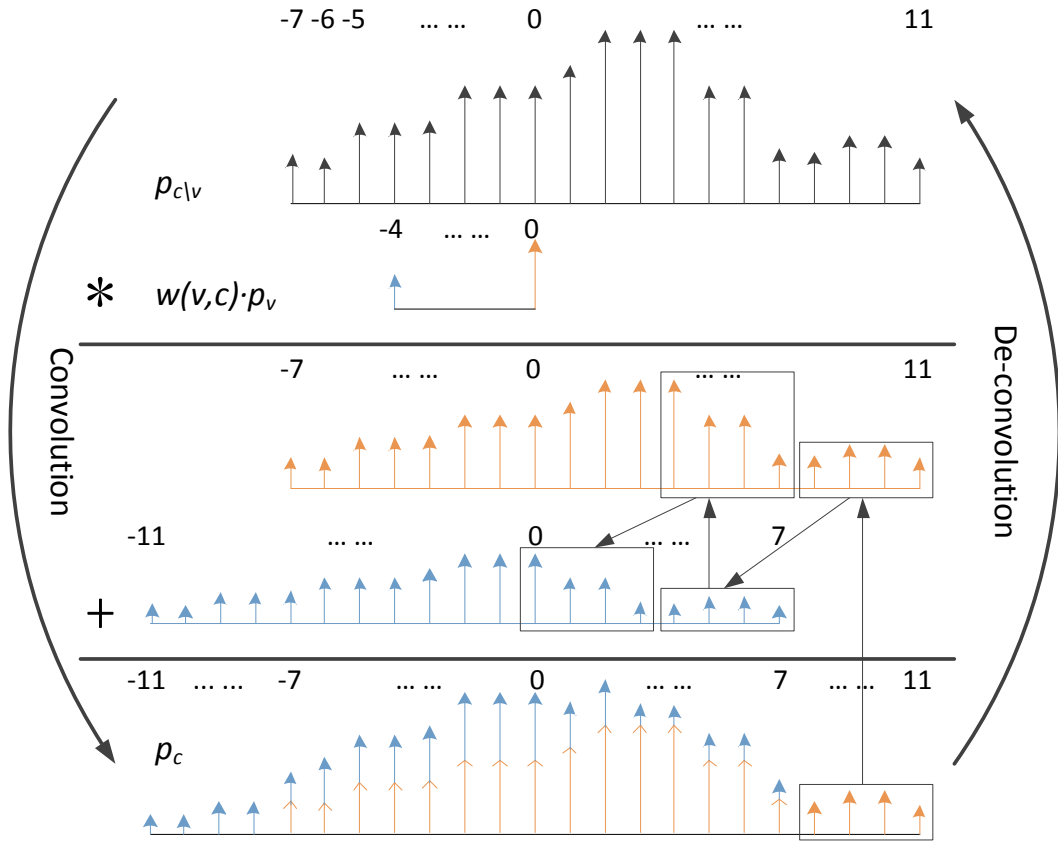 -7 -6 -5 ... ... 0 ... ... 11
p_{c\v}
-4 ... ... 0
* w(v,c)·p_v
Convolution
De-convolution
-7 ... ... 0 ... ... 11
-11 ... ... 0 ... ... 7
+
-11 ... ... -7 ... ... 0 ... ... 7 ... ... 11
p_c